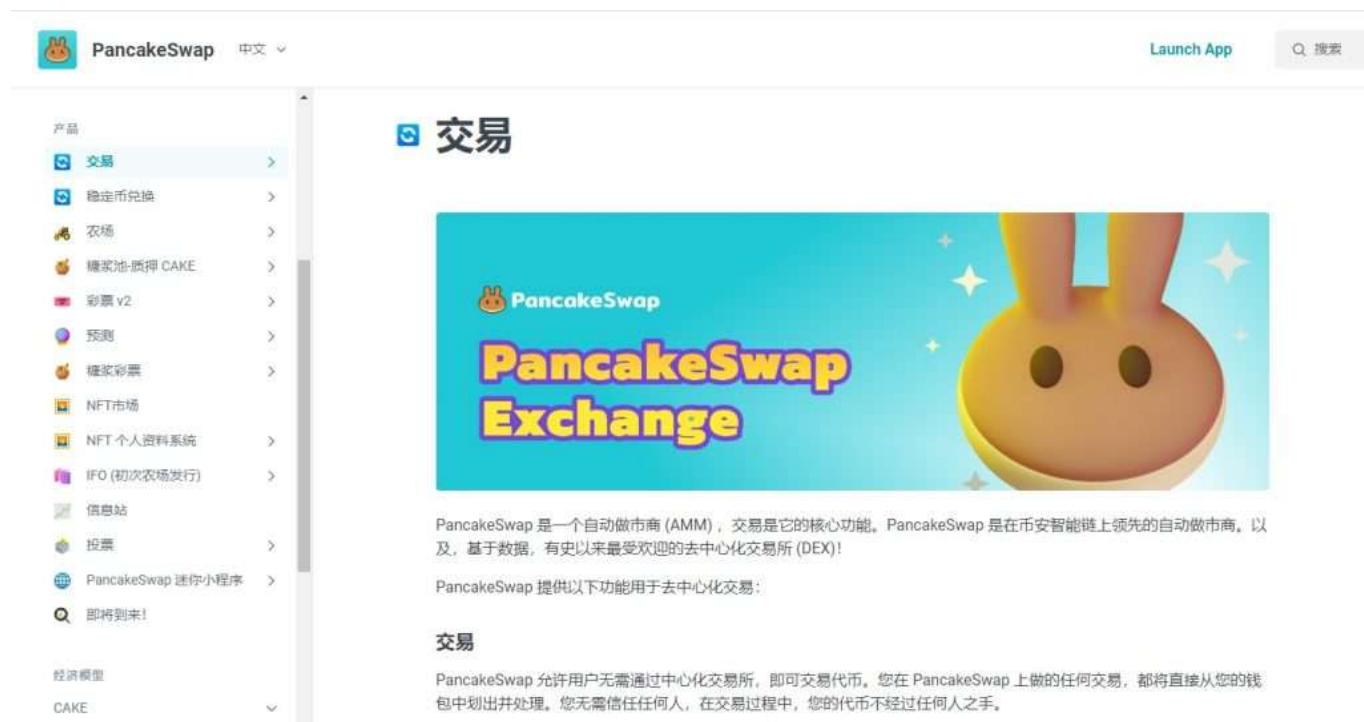 PancakeSwap 中文
Launch App
搜索
产品
交易
稳定币兑换
农场
糖浆池-质押 CAKE
彩票 v2
预测
糖浆彩票
NFT市场
NFT 个人资料系统
IFO (初次农场发行)
信息站
投票
PancakeSwap 迷你小程序
即将到来!
经济模型
CAKE
交易
PancakeSwap
PancakeSwap
Exchange
PancakeSwap 是一个自动做市商 (AMM) ，交易是它的核心功能。PancakeSwap 是在币安智能链上领先的自动做市商。以
及，基于数据，有史以来最受欢迎的去中心化交易所 (DEX)!
PancakeSwap 提供以下功能用于去中心化交易：
交易
PancakeSwap 允许用户无需通过中心化交易所，即可交易代币。您在 PancakeSwap 上做的任何交易，都将直接从您的钱
包中划出并处理。您无需信任任何人，在交易过程中，您的代币不经过任何人之手。